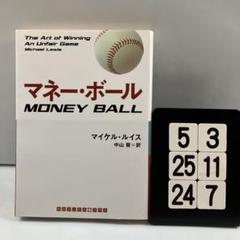 The Art of Winning
An Unfair Game
Michael Lewis
マネー・ボール
MONEY BALL
マイケル・ルイス
中山 宥=訳
5 3
25 11
24 7